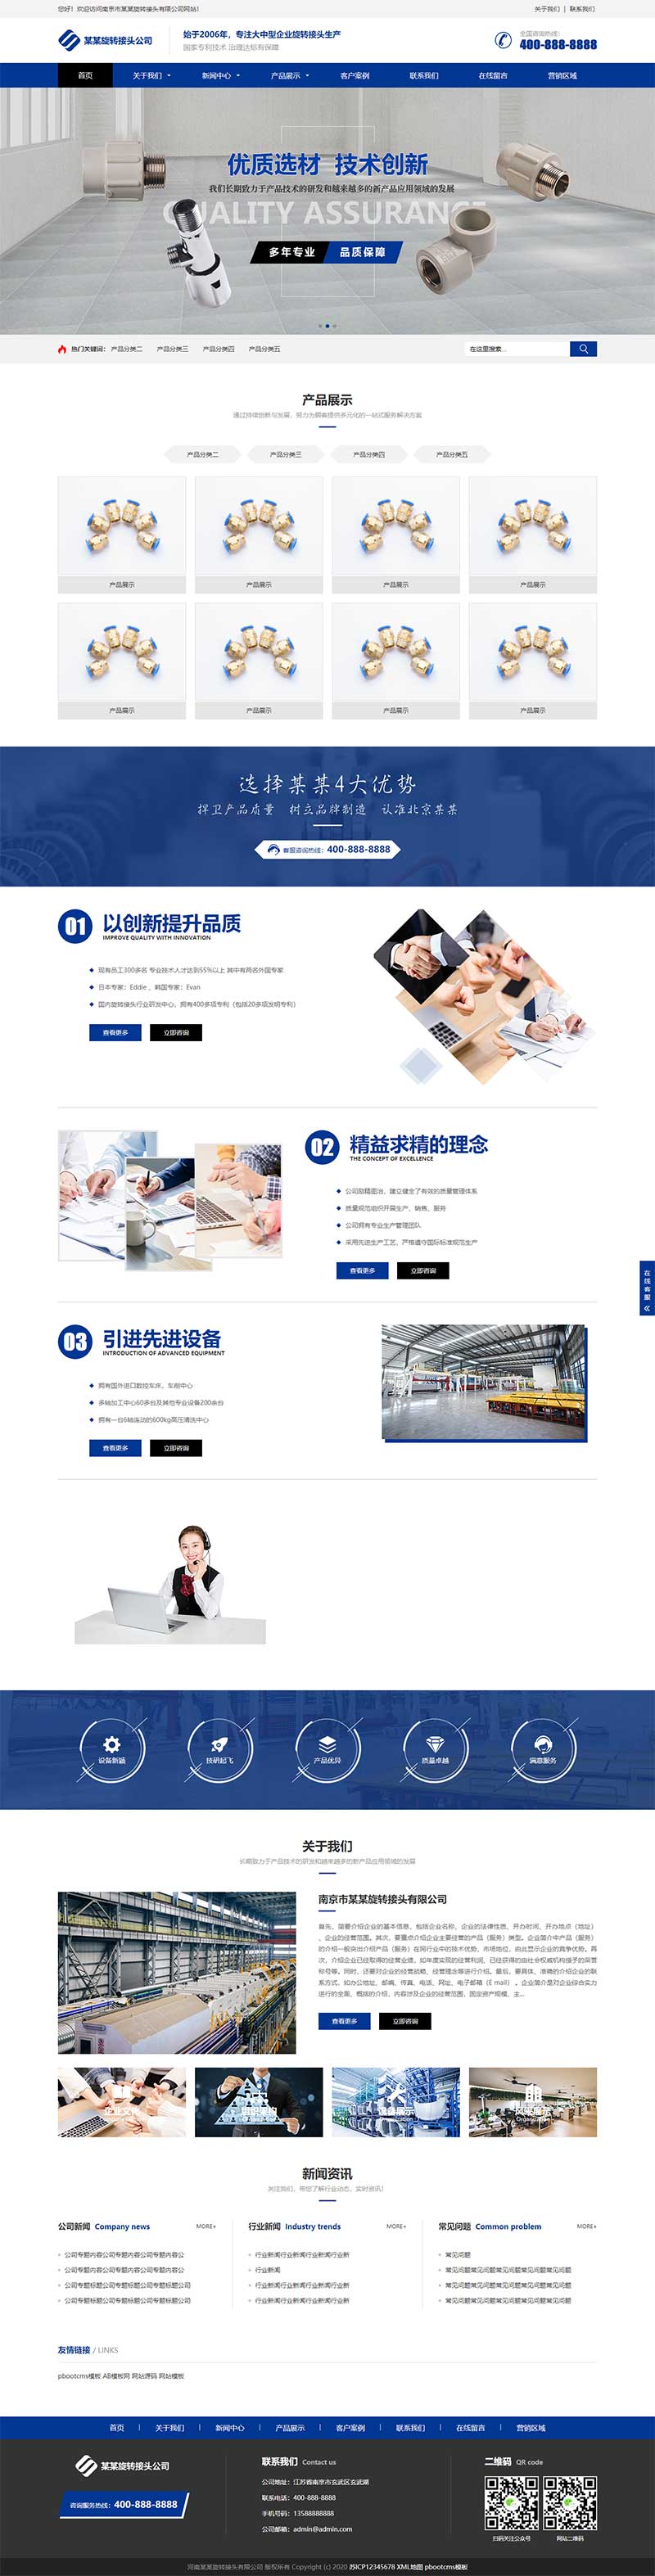 您好！欢迎访问南京市某某旋转接头有限公司网站！
关于我们 | 联系我们
某某旋转接头公司
始于2006年，专注大中型企业旋转接头生产
国家专利技术 治理达标有保障
全国咨询热线：
400-888-8888
首页 关于我们 新闻中心 产品展示 客户案例 联系我们 在线留言 营销区域
优质选材 技术创新
我们长期致力于产品技术的研发和越来越多的新产品应用领域的发展
QUALITY ASSURANCE
多年专业 品质保障
热门关键词： 产品分类二 产品分类三 产品分类四 产品分类五
在这里搜索...
产品展示
通过持续创新与发展，努力为顾客提供多元化的一站式服务解决方案
产品分类二 产品分类三 产品分类四 产品分类五
产品展示 产品展示 产品展示 产品展示
产品展示 产品展示 产品展示 产品展示
选择某某4大优势
捍卫产品质量 树立品牌制造 认准北京某某
客服咨询热线：400-888-8888
01 以创新提升品质
IMPROVE QUALITY WITH INNOVATION
现有员工300多名 专业技术人才达到55%以上 其中有两名外国专家
日本专家：Eddie 、韩国专家：Evan
国内旋转接头行业研发中心，拥有400多项专利（包括20多项发明专利）
查看更多 立即咨询
02 精益求精的理念
THE CONCEPT OF EXCELLENCE
公司励精图治，建立健全了有效的质量管理体系
质量规范组织开展生产、销售、服务
公司拥有专业生产管理团队
采用先进生产工艺，严格遵守国际标准规范生产
查看更多 立即咨询
在线客服
03 引进先进设备
INTRODUCTION OF ADVANCED EQUIPMENT
拥有国外进口数控车床，车削中心
多轴加工中心60多台及其他专业设备200余台
拥有一台6轴连动的600kg高压清洗中心
查看更多 立即咨询
设备新颖 技研起飞 产品优异 质量卓越 满意服务
关于我们
长期致力于产品技术的研发和越来越多的新产品应用领域的发展
南京市某某旋转接头有限公司
首先，简要介绍企业的基本信息，包括企业名称、企业的法律性质、开办时间、开办地点（地址）
、企业的经营范围。其次，要重点介绍企业主要经营的产品（服务）类型。企业简介中产品（服务）
的介绍一般突出介绍产品（服务）在同行业中的技术优势，市场地位，由此显示企业的竞争优势。再
次，介绍企业已经取得的经营业绩，如年度实现的经营利润，已经获得的由社会权威机构授予的荣誉
称号等。同时，还要对企业的经营战略、经营理念等进行介绍。最后，要具体、准确的介绍企业的联
系方式，如办公地址、邮编、传真、电话、网址、电子邮箱（E mail）。企业简介是对企业综合实力
进行的全面、概括的介绍，内容涉及企业的经营范围、固定资产规模、主...
查看更多 立即咨询
新闻资讯
关注我们，带您了解行业动态，实时资讯！
公司新闻 Company news MORE+
公司专题内容公司专题内容公司专题内容公
公司专题内容公司专题内容公司专题内容公
公司专题标题公司专题标题公司专题标题公司
公司专题标题公司专题标题公司专题标题公司
行业新闻 Industry trends MORE+
行业新闻行业新闻行业新闻行业新
行业新闻
行业新闻行业新闻行业新闻行业新
行业新闻行业新闻行业新闻行业新
常见问题 Common problem MORE+
常见问题
常见问题常见问题常见问题常见问题常见问题
常见问题常见问题常见问题常见问题常见问题
常见问题常见问题常见问题常见问题常见问题
友情链接 / LINKS
pbootcms模板 AB模板网 网站源码 网站模板
首页 | 关于我们 | 新闻中心 | 产品展示 | 客户案例 | 联系我们 | 在线留言 | 营销区域
某某旋转接头公司
咨询服务热线：400-888-8888
联系我们 Contact us
公司地址：江苏省南京市玄武区玄武湖
联系电话：400-888-8888
手机号码：13588888888
公司邮箱：admin@admin.com
二维码 QR code
扫码关注公众号 网站二维码
河南某某旋转接头有限公司 版权所有 Copyright (c) 2020 苏ICP12345678 XML地图 pbootcms模板